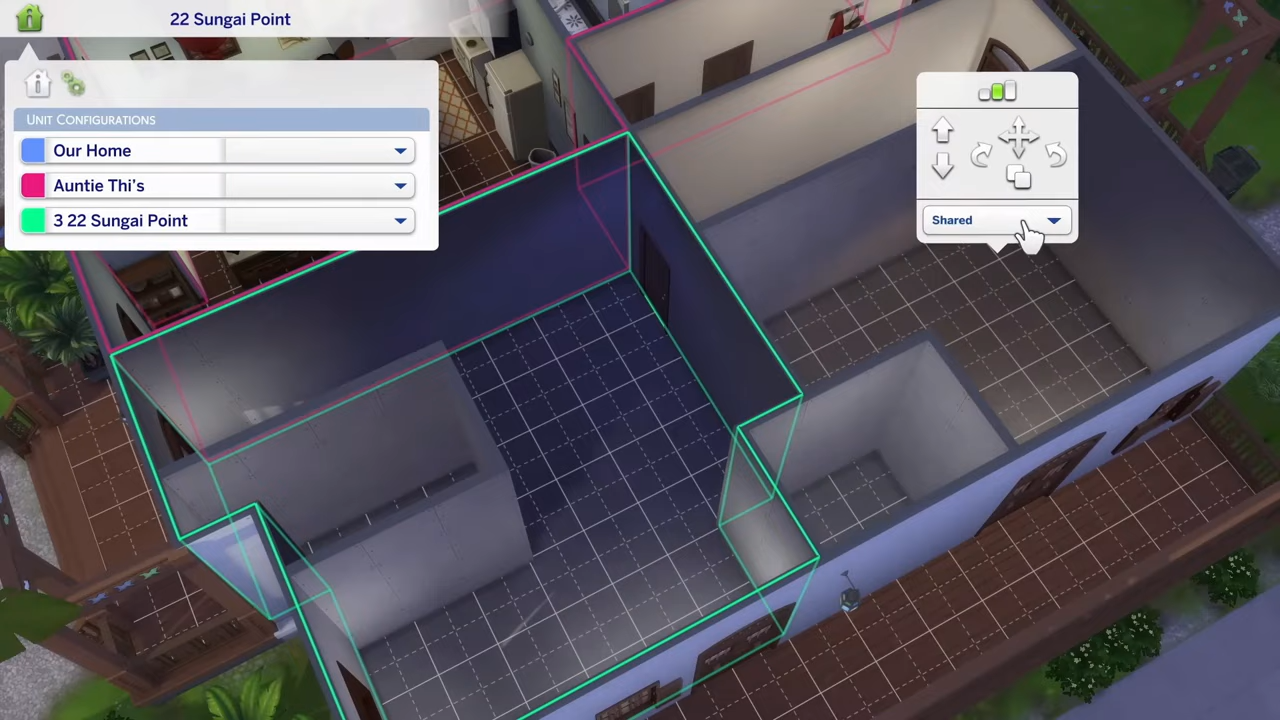 22 Sungai Point
UNIT CONFIGURATIONS
Our Home
Auntie Thi's
3 22 Sungai Point
Shared